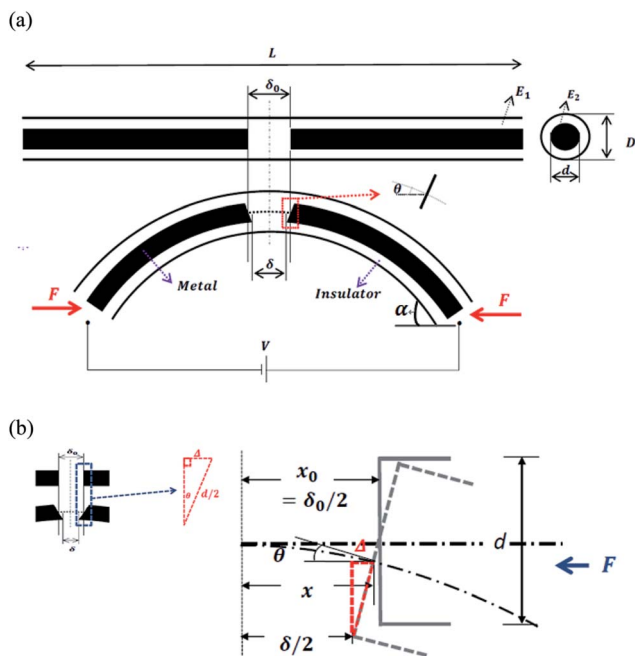 (a)
L
δ₀
E₁
E₂
D
d
θ
δ
Metal
Insulator
F
F
α
V
(b)
δ₀
Δ
θ
d/2
δ
x₀
= δ₀/2
d
θ
Δ
F
x
δ/2